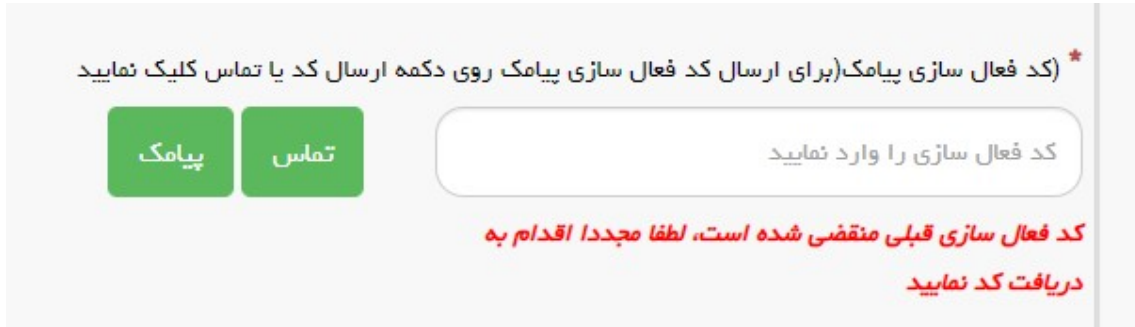 * (کد فعال سازی پیامک(برای ارسال کد فعال سازی پیامک روی دکمه ارسال کد یا تماس کلیک نمایید
کد فعال سازی را وارد نمایید
تماس
پیامک
کد فعال سازی قبلی منقضی شده است، لطفا مجددا اقدام به
دریافت کد نمایید